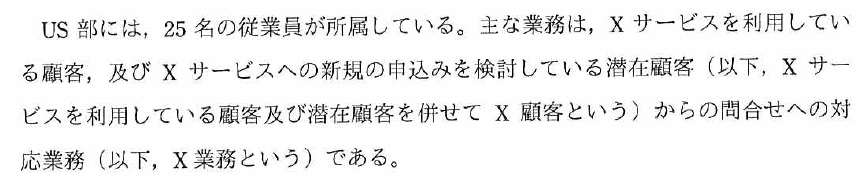 US 部には，25 名の従業員が所属している。主な業務は，X サービスを利用してい
る顧客，及び X サービスへの新規の申込みを検討している潜在顧客（以下，X サー
ビスを利用している顧客及び潜在顧客を併せて X 顧客という）からの問合せへの対
応業務（以下，X 業務という）である。